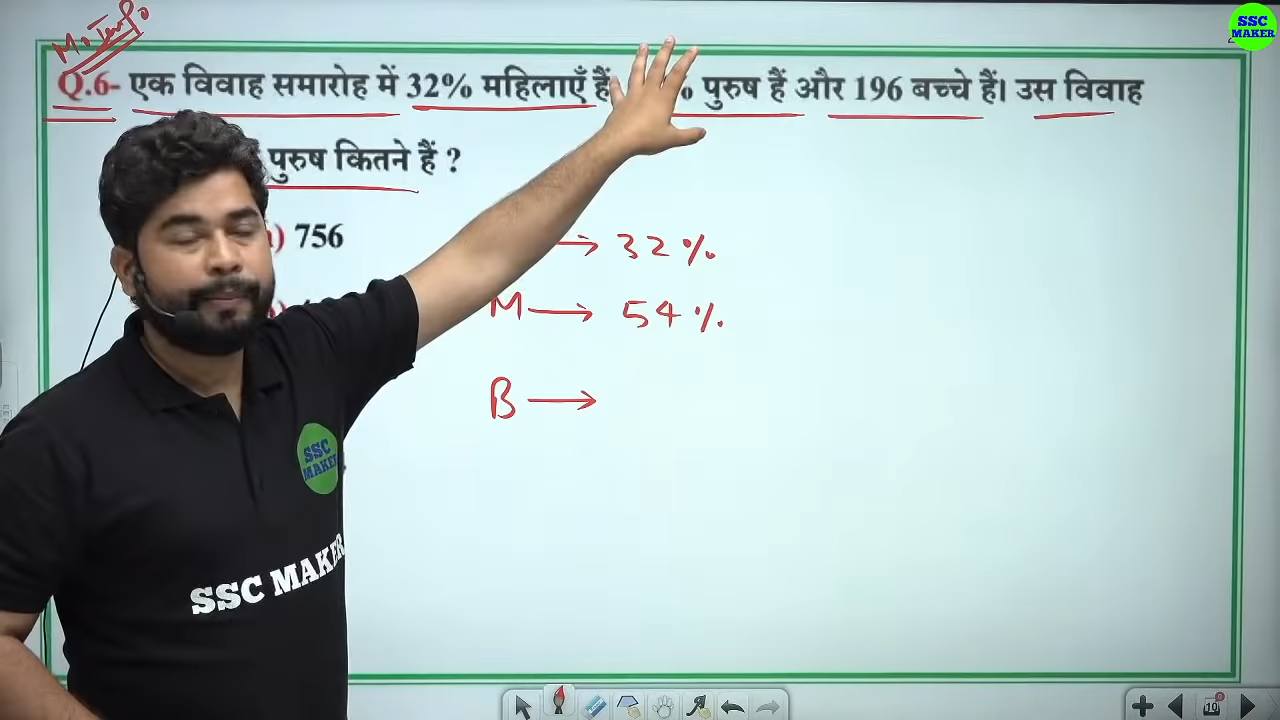 SSC
MAKER
Q.6- एक विवाह समारोह में 32% महिलाएँ हैं % पुरुष हैं और 196 बच्चे हैं। उस विवाह
पुरुष कितने हैं ?
) 756
→ 32%
M → 54%
B →
SSC
MAKER
SSC MAKER
10